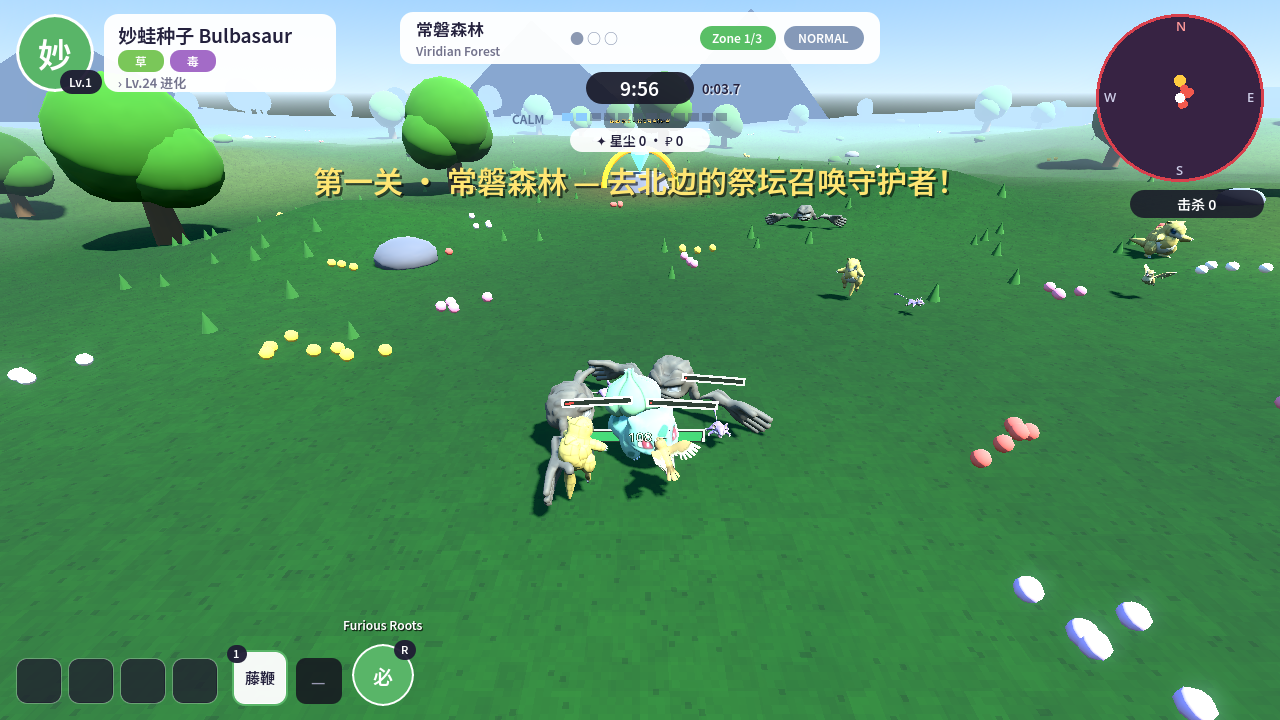 妙
Lv.1
妙蛙种子 Bulbasaur
草 毒
› Lv.24 进化
常磐森林
Viridian Forest
Zone 1/3
NORMAL
9:56
0:03.7
CALM
✦ 星尘 0 · ₽ 0
第一关 · 常磐森林 — 去北边的祭坛召唤守护者！
N
W
E
S
击杀 0
Furious Roots
1
藤鞭
—
必
R